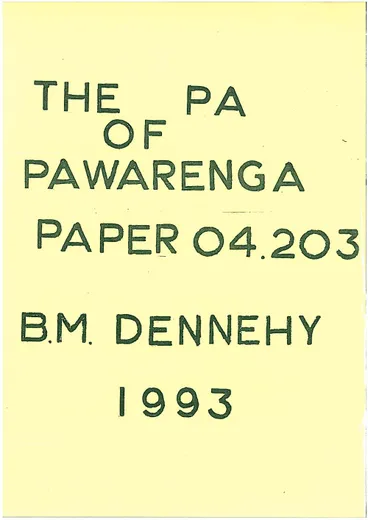 THE PA
OF
PAWARENGA
PAPER 04.203
B.M. DENNEHY
1993